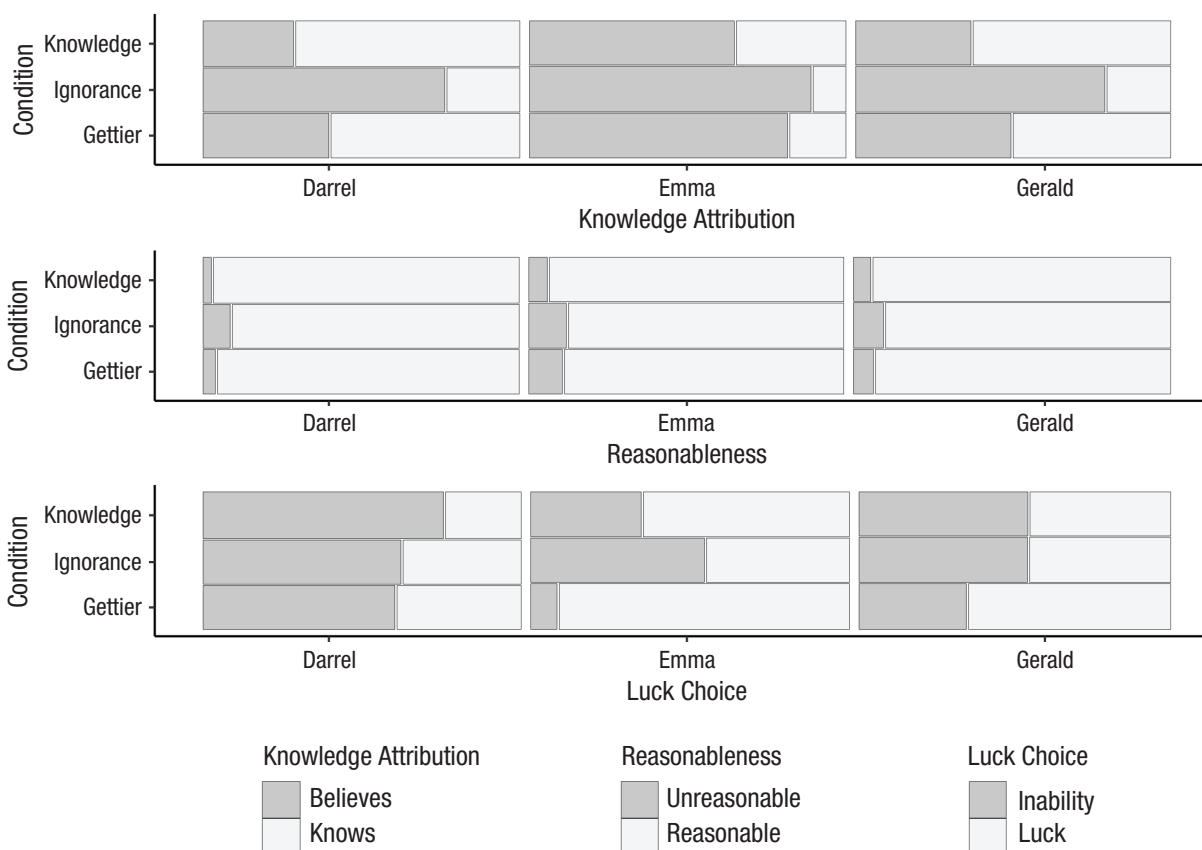 Condition
Knowledge
Ignorance
Gettier
Darrel Emma Gerald
Knowledge Attribution
Condition
Knowledge
Ignorance
Gettier
Darrel Emma Gerald
Reasonableness
Condition
Knowledge
Ignorance
Gettier
Darrel Emma Gerald
Luck Choice
Knowledge Attribution
Believes
Knows
Reasonableness
Unreasonable
Reasonable
Luck Choice
Inability
Luck